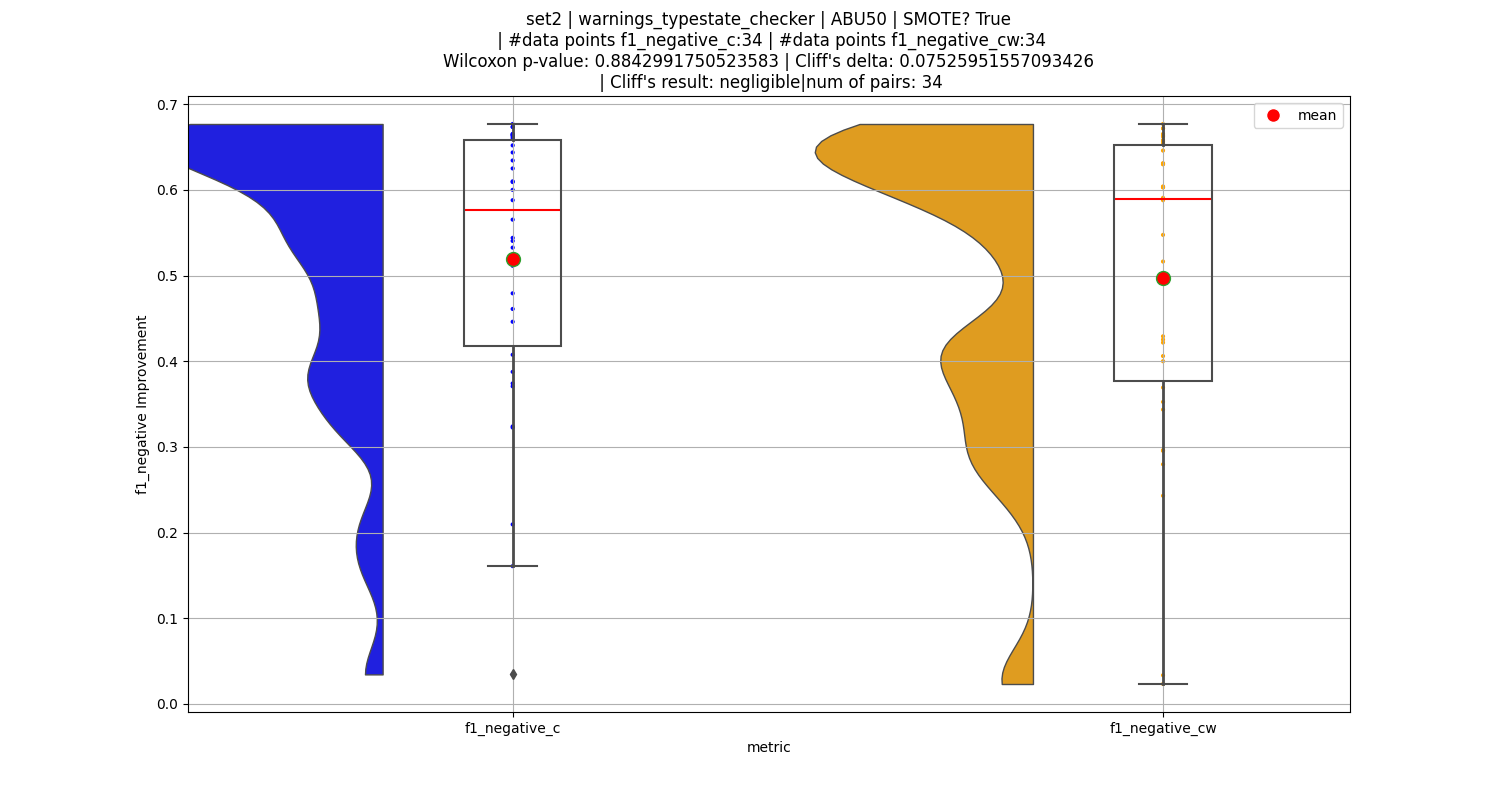 set2 | warnings_typestate_checker | ABU50 | SMOTE? True
| #data points f1_negative_c:34 | #data points f1_negative_cw:34
Wilcoxon p-value: 0.8842991750523583 | Cliff's delta: 0.07525951557093426
| Cliff's result: negligible|num of pairs: 34
mean
0.7
0.6
0.5
0.4
0.3
0.2
0.1
0.0
f1_negative Improvement
f1_negative_c
f1_negative_cw
metric